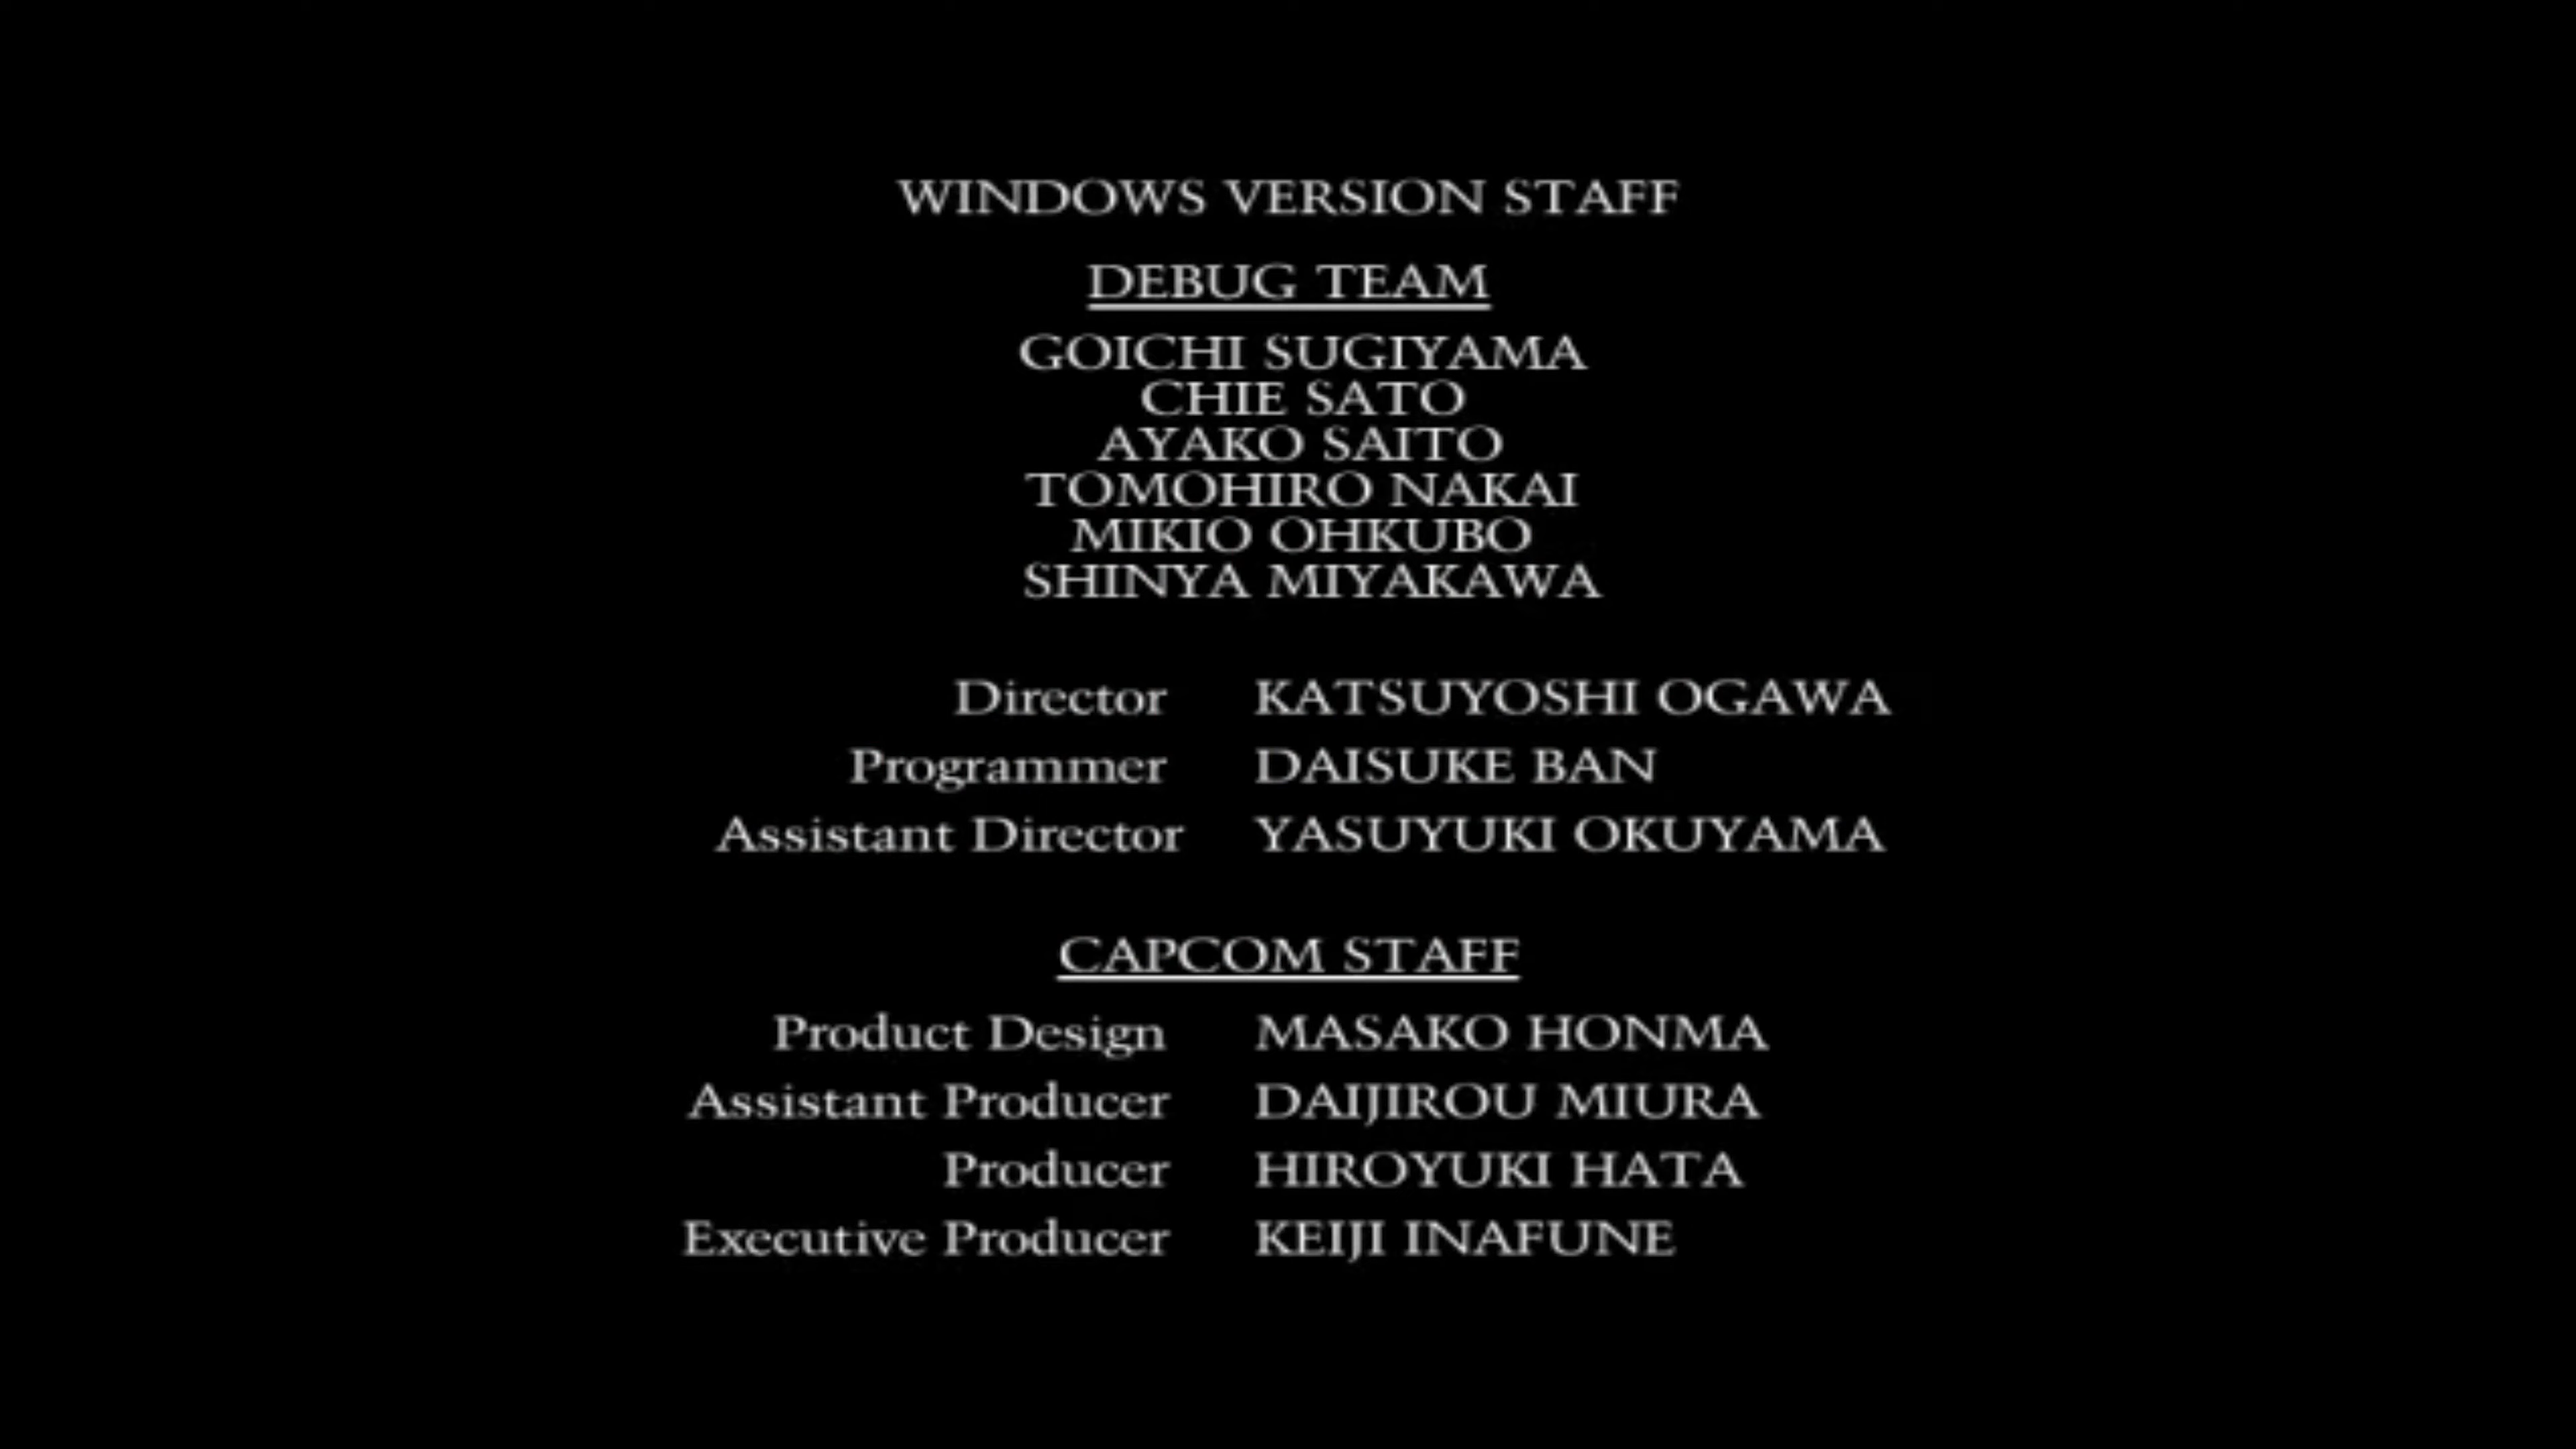 WINDOWS VERSION STAFF
DEBUG TEAM
GOICHI SUGIYAMA
CHIE SATO
AYAKO SAITO
TOMOHIRO NAKAI
MIKIO OHKUBO
SHINYA MIYAKAWA
Director KATSUYOSHI OGAWA
Programmer DAISUKE BAN
Assistant Director YASUYUKI OKUYAMA
CAPCOM STAFF
Product Design MASAKO HONMA
Assistant Producer DAIJIROU MIURA
Producer HIROYUKI HATA
Executive Producer KEIJI INAFUNE